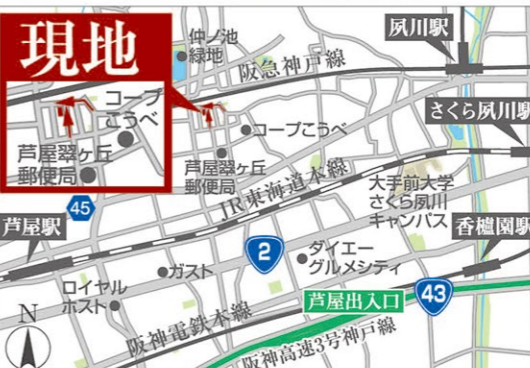 現地
コープ
こうべ
芦屋翠ヶ丘
郵便局
仲ノ池
緑地
阪急神戸線
夙川駅
コープこうべ
さくら夙川駅
芦屋翠ヶ丘
郵便局
JR東海道本線
大手前大学
さくら夙川
キャンパス
45
芦屋駅
香櫨園駅
2
ダイエー
グルメシティ
ガスト
ロイヤル
ホスト
芦屋出入口
43
N
阪神電鉄本線
阪神高速3号神戸線